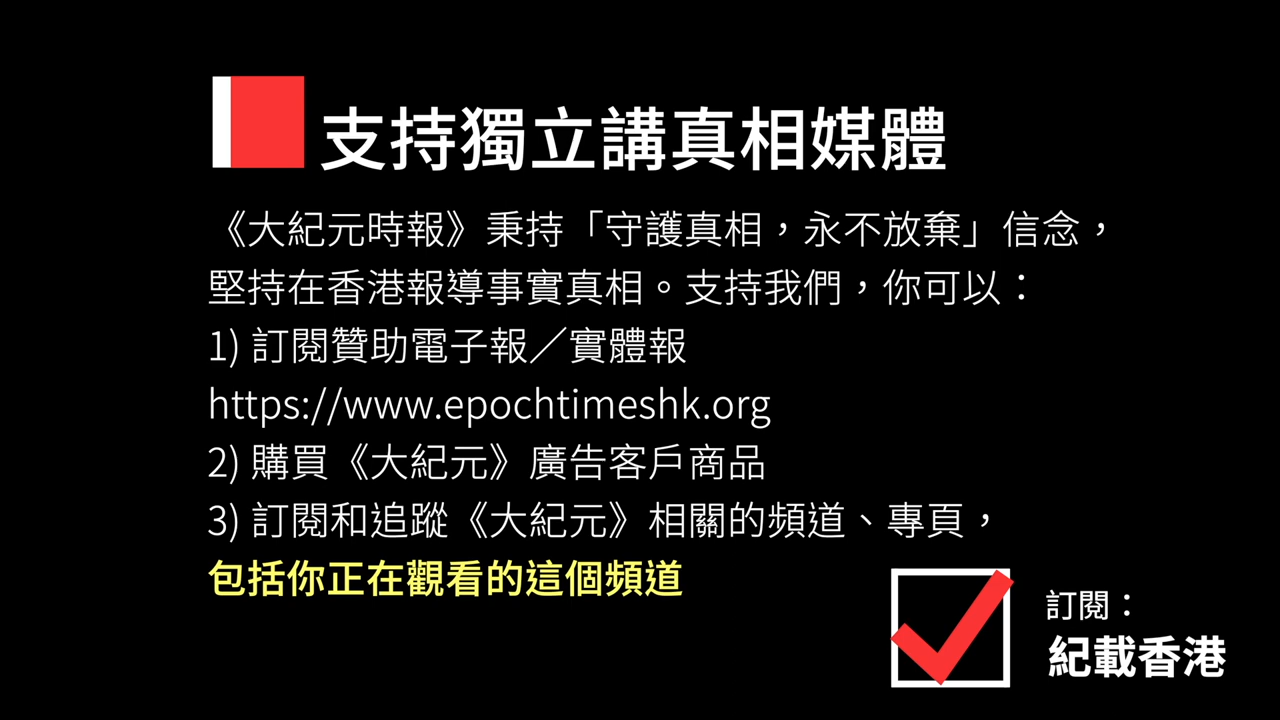 支持獨立講真相媒體
《大紀元時報》秉持「守護真相，永不放棄」信念，
堅持在香港報導事實真相。支持我們，你可以：
1) 訂閱贊助電子報／實體報
https://www.epochtimeshk.org
2) 購買《大紀元》廣告客戶商品
3) 訂閱和追蹤《大紀元》相關的頻道、專頁，
包括你正在觀看的這個頻道
訂閱：
紀載香港